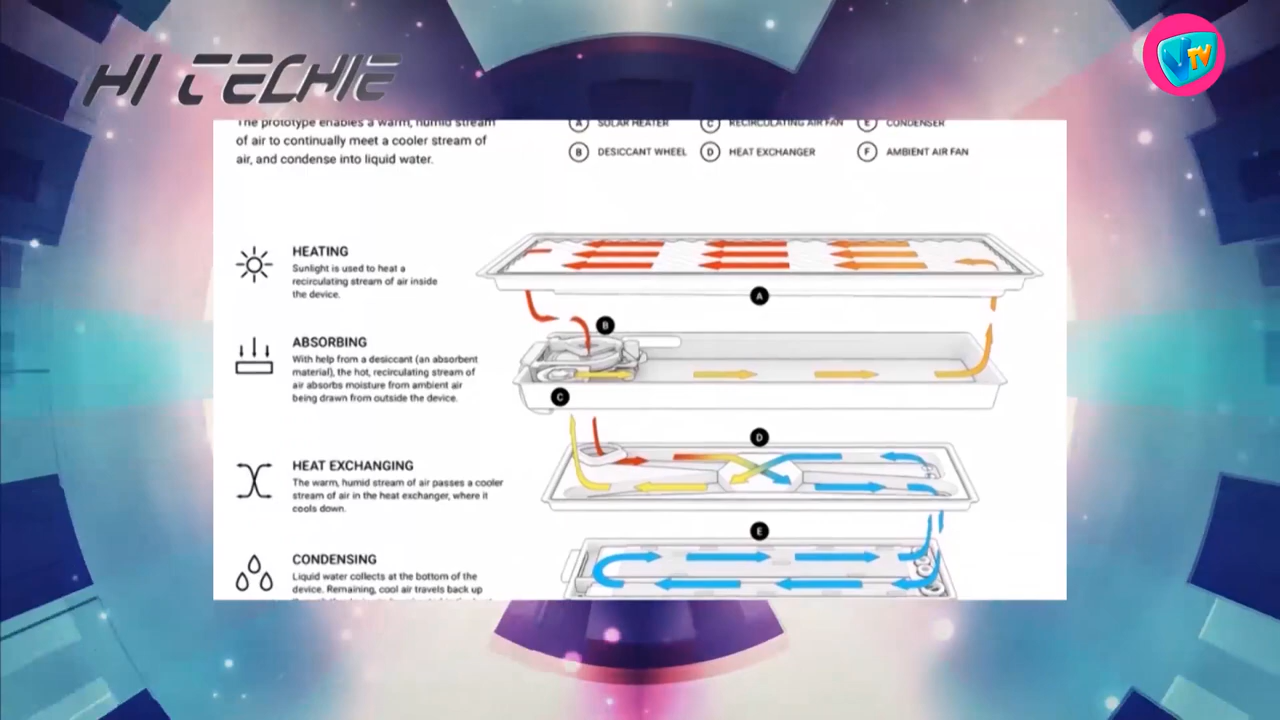 HI TECHIE
TV
The prototype enables a warm, humid stream
of air to continually meet a cooler stream of
air, and condense into liquid water.
A SOLAR HEATER C RECIRCULATING AIR FAN E CONDENSER
B DESICCANT WHEEL D HEAT EXCHANGER F AMBIENT AIR FAN
HEATING
Sunlight is used to heat a
recirculating stream of air inside
the device.
A
B
ABSORBING
With help from a desiccant (an absorbent
material), the hot, recirculating stream of
air absorbs moisture from ambient air
being drawn from outside the device.
C
D
HEAT EXCHANGING
The warm, humid stream of air passes a cooler
stream of air in the heat exchanger, where it
cools down.
E
CONDENSING
Liquid water collects at the bottom of the
device. Remaining, cool air travels back up